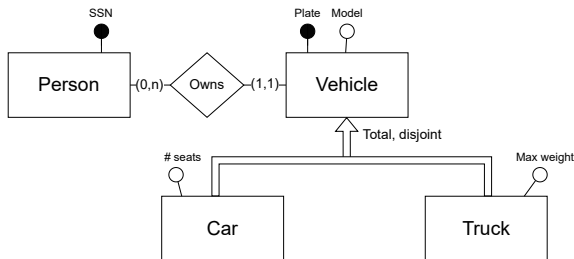 SSN
Plate
Model
Person
(0,n)
Owns
(1,1)
Vehicle
Total, disjoint
# seats
Max weight
Car
Truck